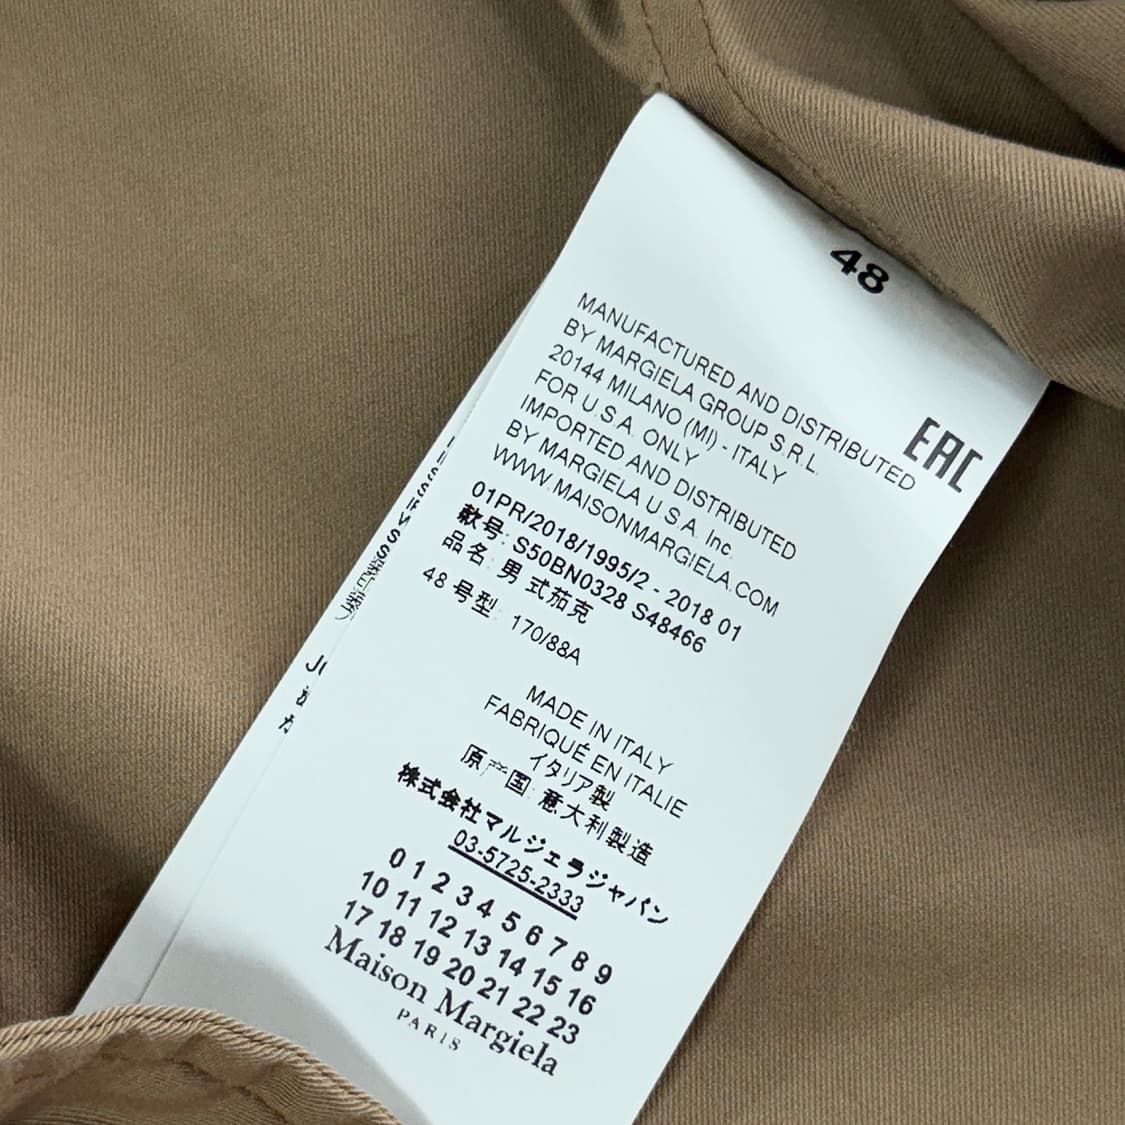 48
MANUFACTURED AND DISTRIBUTED
BY MARGIELA GROUP S.R.L.
20144 MILANO (MI) - ITALY
FOR U.S.A. ONLY
IMPORTED AND DISTRIBUTED
BY MARGIELA U S A. Inc.
WWW.MAISONMARGIELA.COM
EAC
01PR/2018/1995/2 - 2018 01
款号: S50BN0328 S48466
品名: 男 式茄克
48 号型: 170/88A
MADE IN ITALY
FABRIQUÉ EN ITALIE
イタリア製
原产国: 意大利製造
株式会社マルジェラジャパン
03-5725-2333
0 1 2 3 4 5 6 7 8 9
10 11 12 13 14 15 16
17 18 19 20 21 22 23
Maison Margiela
PARIS